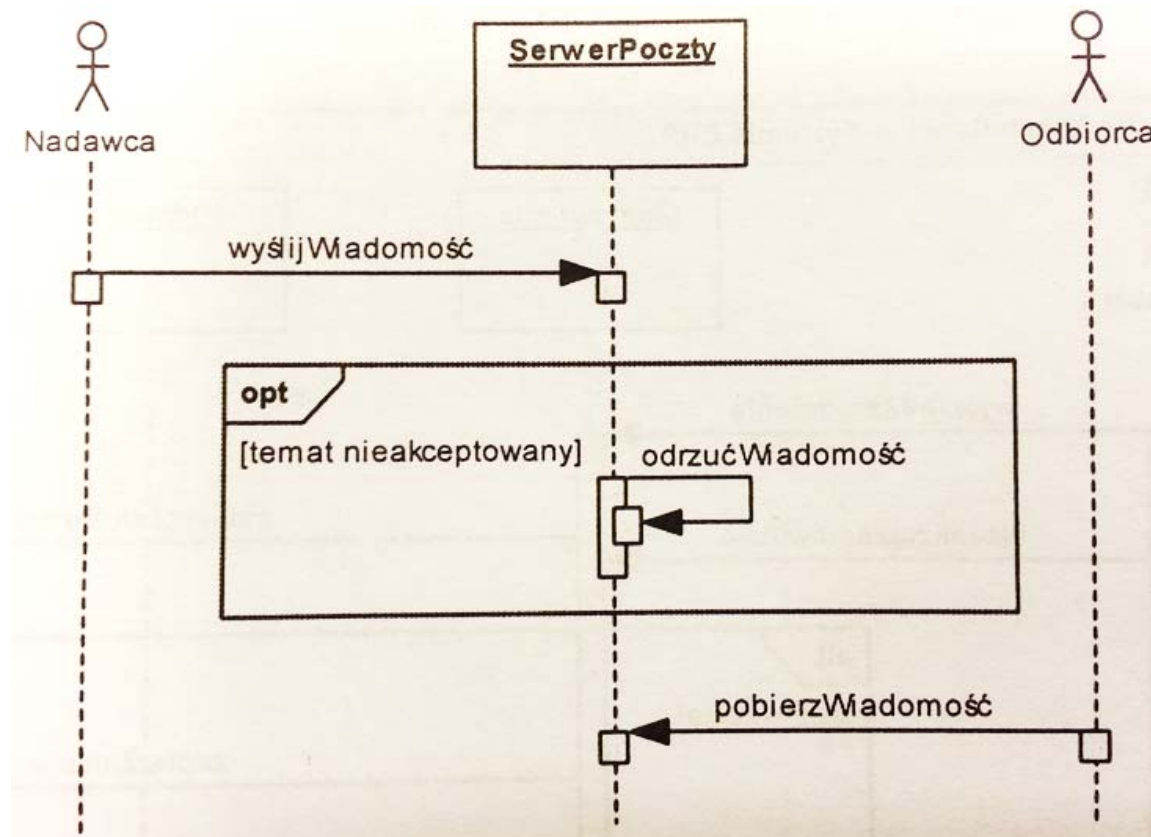 SerwerPoczty
Nadawca
Odbiorca
wyślijWiadomość
opt
[temat nieakceptowany]
odrzućWiadomość
pobierzWiadomość